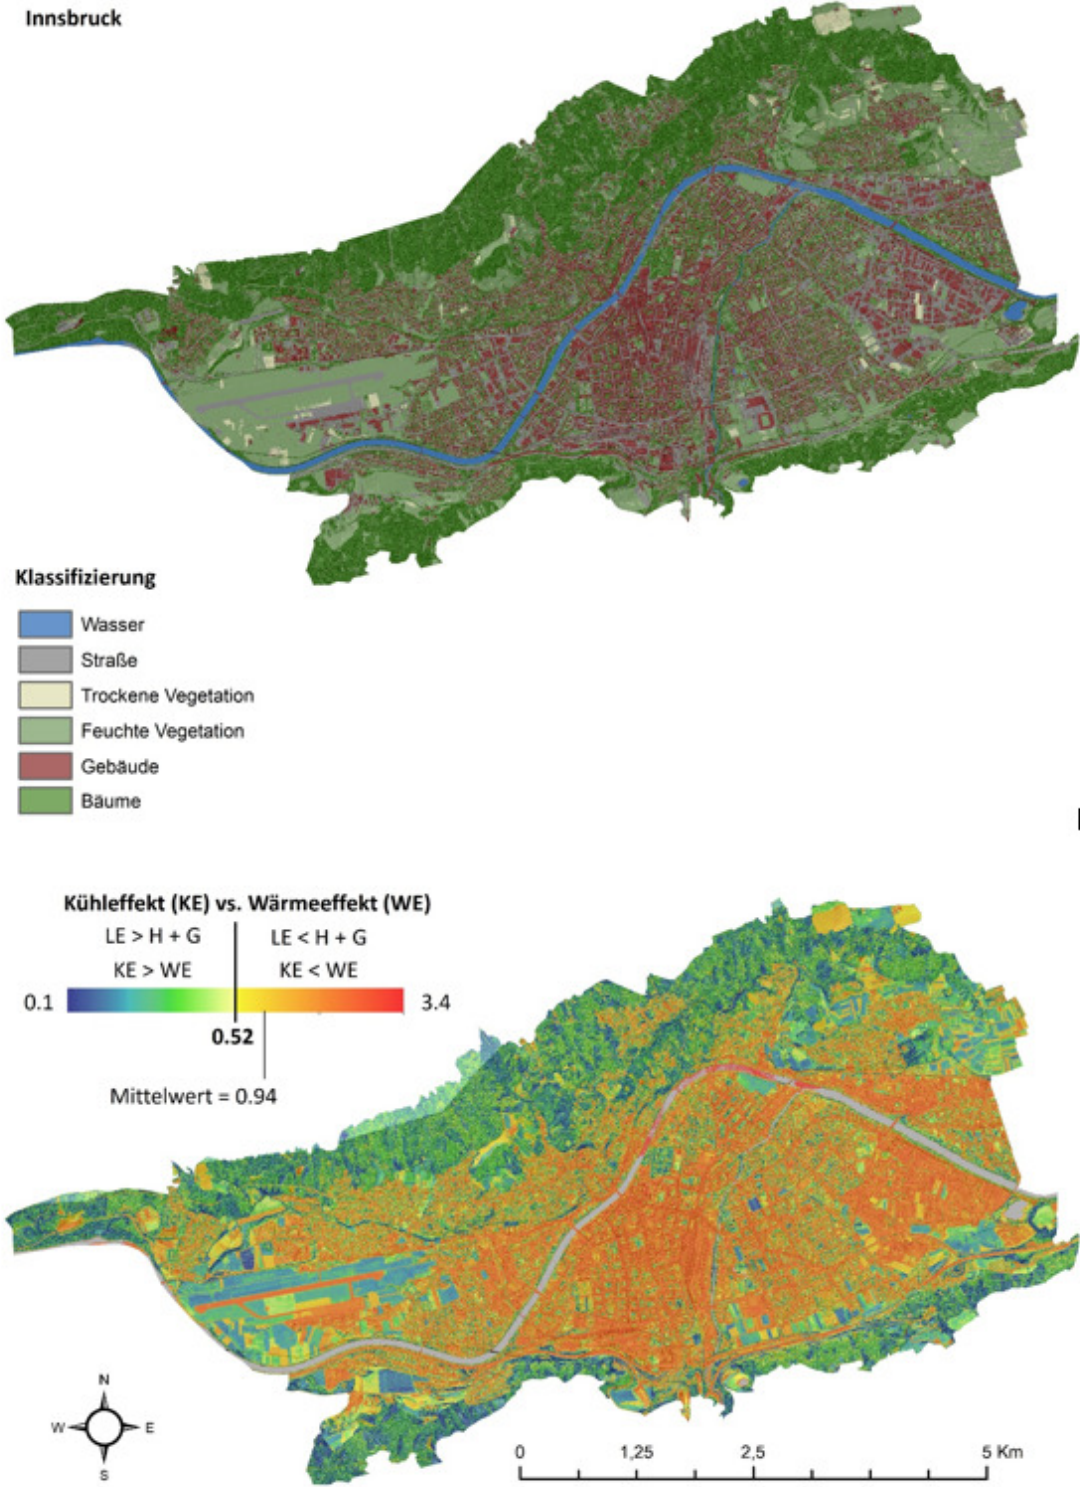 Innsbruck
Klassifizierung
Wasser
Straße
Trockene Vegetation
Feuchte Vegetation
Gebäude
Bäume
Kühleffekt (KE) vs. Wärmeeffekt (WE)
LE > H + G LE < H + G
KE > WE KE < WE
0.1 3.4
0.52
Mittelwert = 0.94
N
W E
S
0 1,25 2,5 5 Km